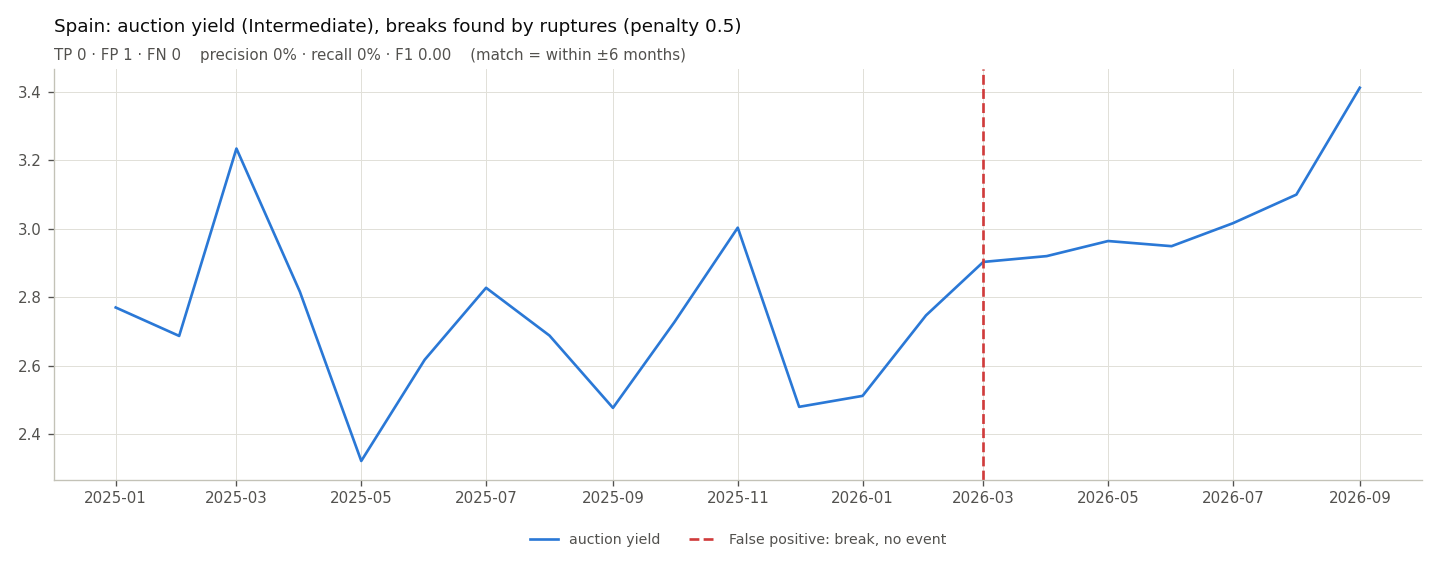 Spain: auction yield (Intermediate), breaks found by ruptures (penalty 0.5)
TP 0 · FP 1 · FN 0    precision 0% · recall 0% · F1 0.00    (match = within ±6 months)
3.4
3.2
3.0
2.8
2.6
2.4
2025-01 2025-03 2025-05 2025-07 2025-09 2025-11 2026-01 2026-03 2026-05 2026-07 2026-09
auction yield    False positive: break, no event